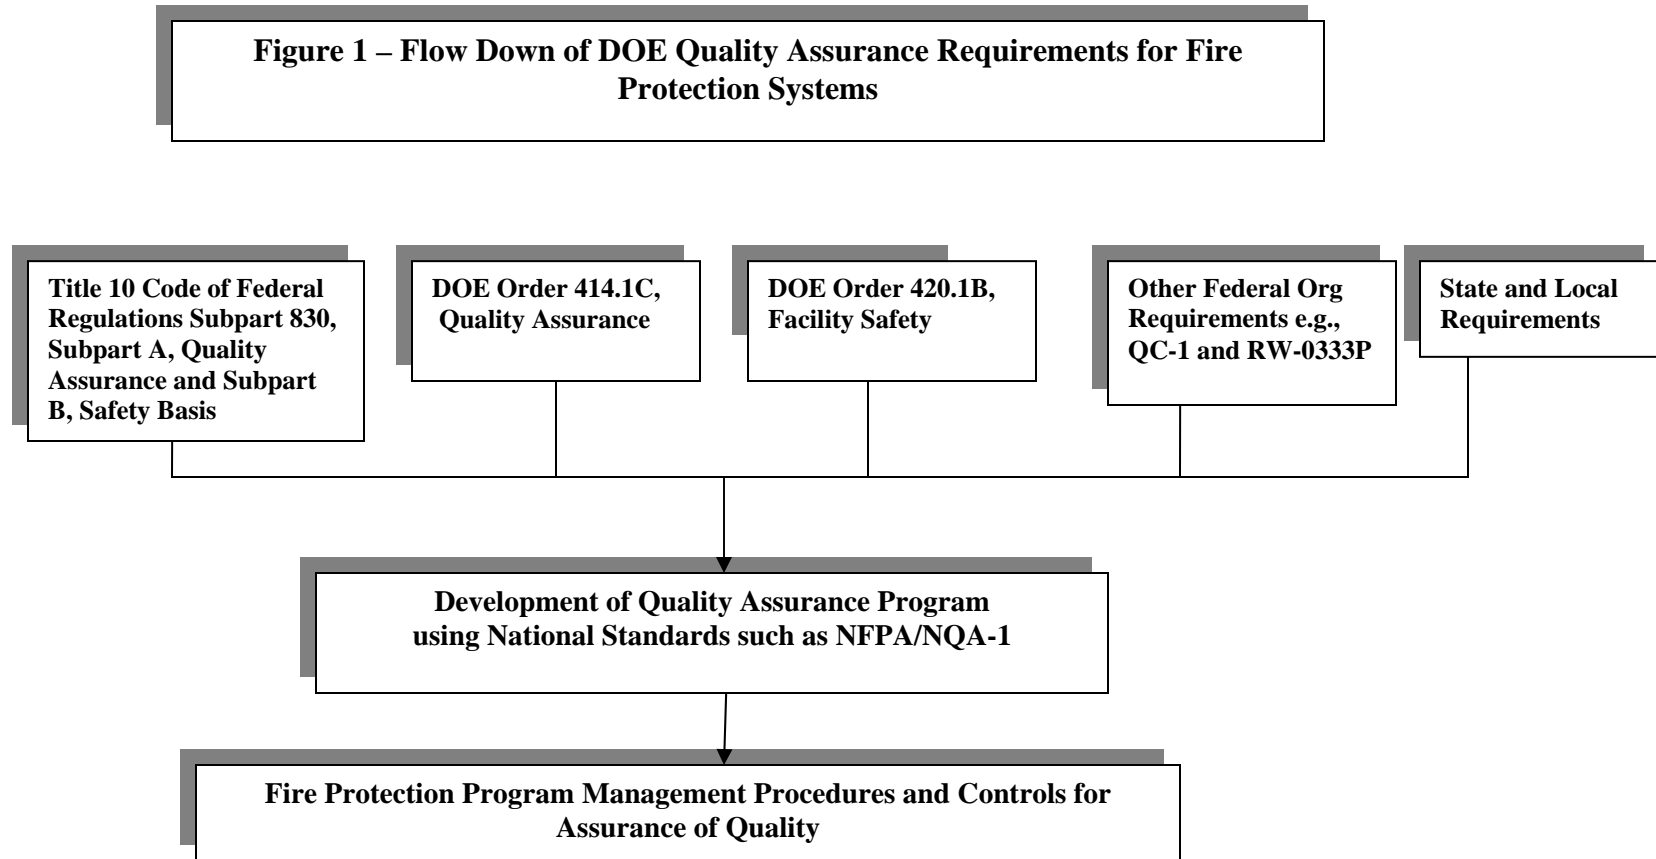 Figure 1 – Flow Down of DOE Quality Assurance Requirements for Fire
Protection Systems
Title 10 Code of Federal
Regulations Subpart 830,
Subpart A, Quality
Assurance and Subpart
B, Safety Basis
DOE Order 414.1C,
Quality Assurance
DOE Order 420.1B,
Facility Safety
Other Federal Org
Requirements e.g.,
QC-1 and RW-0333P
State and Local
Requirements
Development of Quality Assurance Program
using National Standards such as NFPA/NQA-1
Fire Protection Program Management Procedures and Controls for
Assurance of Quality